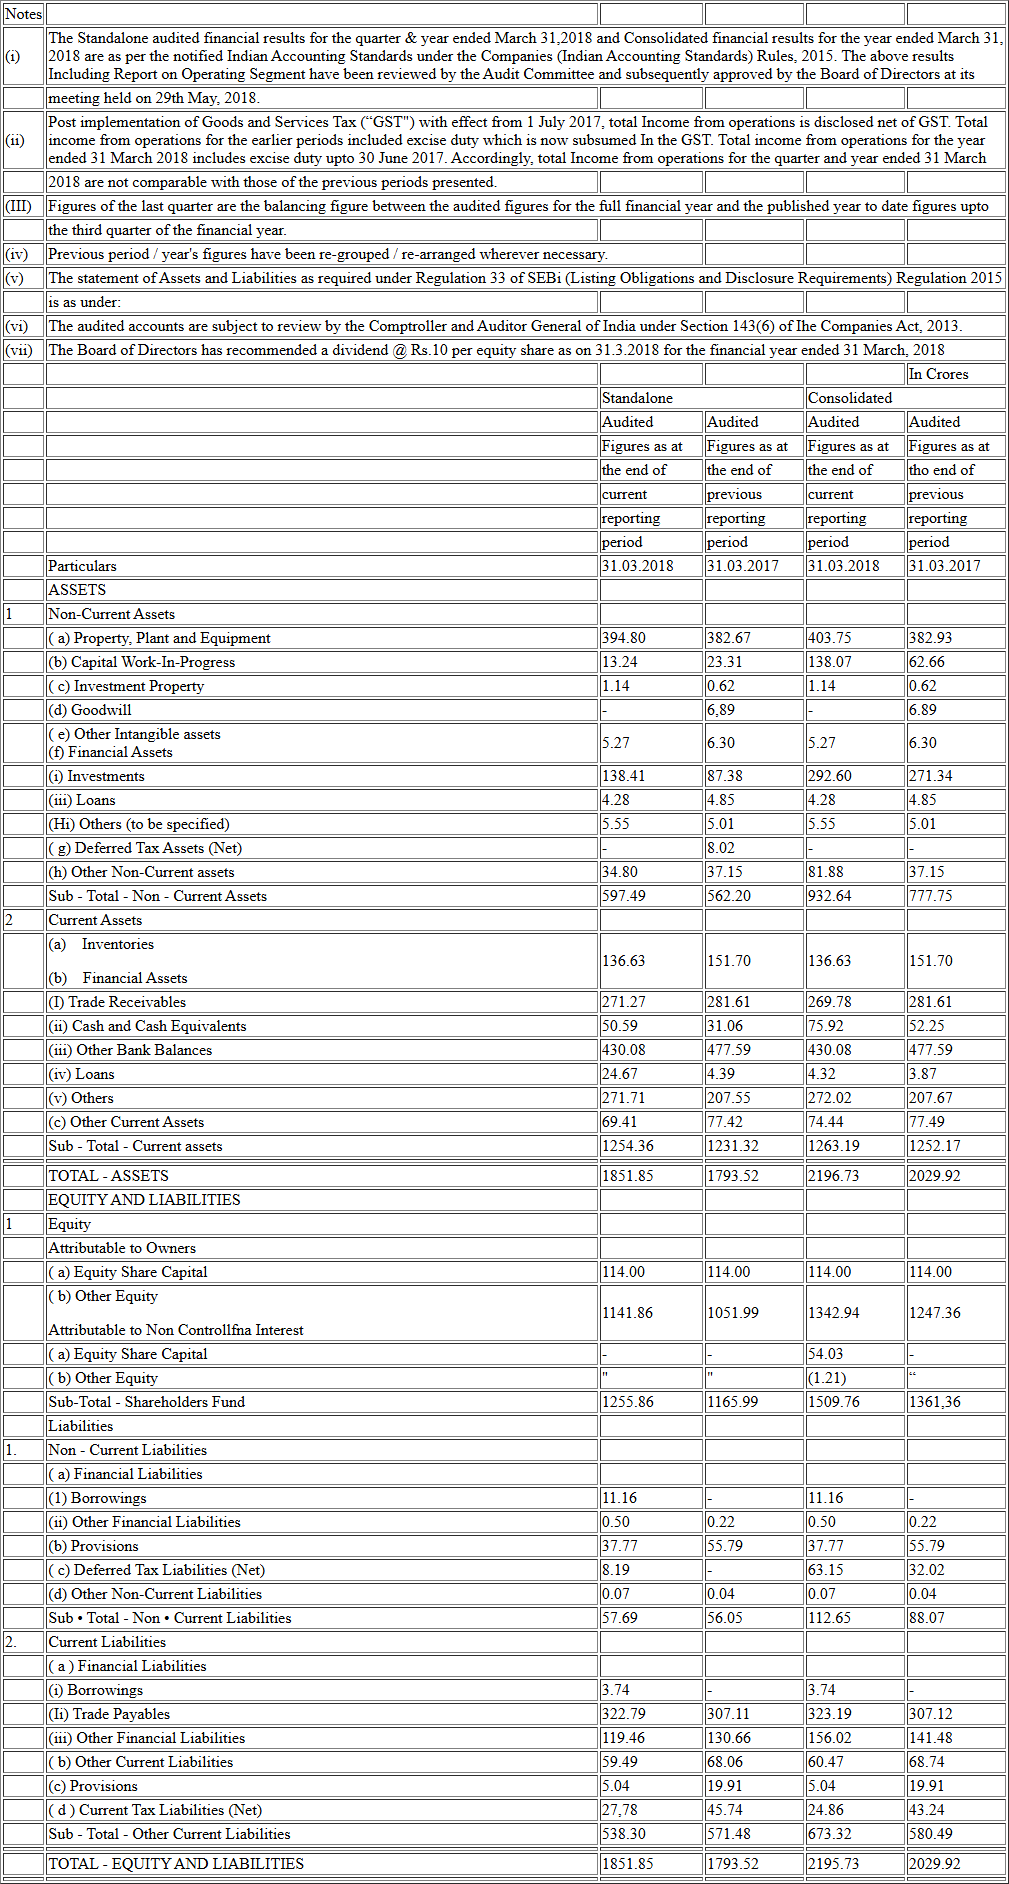 Notes
(i) The Standalone audited financial results for the quarter & year ended March 31,2018 and Consolidated financial results for the year ended March 31,
2018 are as per the notified Indian Accounting Standards under the Companies (Indian Accounting Standards) Rules, 2015. The above results
Including Report on Operating Segment have been reviewed by the Audit Committee and subsequently approved by the Board of Directors at its
meeting held on 29th May, 2018.
(ii) Post implementation of Goods and Services Tax (“GST") with effect from 1 July 2017, total Income from operations is disclosed net of GST. Total
income from operations for the earlier periods included excise duty which is now subsumed In the GST. Total income from operations for the year
ended 31 March 2018 includes excise duty upto 30 June 2017. Accordingly, total Income from operations for the quarter and year ended 31 March
2018 are not comparable with those of the previous periods presented.
(III) Figures of the last quarter are the balancing figure between the audited figures for the full financial year and the published year to date figures upto
the third quarter of the financial year.
(iv) Previous period / year's figures have been re-grouped / re-arranged wherever necessary.
(v) The statement of Assets and Liabilities as required under Regulation 33 of SEBi (Listing Obligations and Disclosure Requirements) Regulation 2015
is as under:
(vi) The audited accounts are subject to review by the Comptroller and Auditor General of India under Section 143(6) of Ihe Companies Act, 2013.
(vii) The Board of Directors has recommended a dividend @ Rs.10 per equity share as on 31.3.2018 for the financial year ended 31 March, 2018
In Crores
Standalone Consolidated
Audited Audited Audited Audited
Figures as at Figures as at Figures as at Figures as at
the end of the end of the end of tho end of
current previous current previous
reporting reporting reporting reporting
period period period period
Particulars 31.03.2018 31.03.2017 31.03.2018 31.03.2017
ASSETS
1 Non-Current Assets
( a) Property, Plant and Equipment 394.80 382.67 403.75 382.93
(b) Capital Work-In-Progress 13.24 23.31 138.07 62.66
( c) Investment Property 1.14 0.62 1.14 0.62
(d) Goodwill - 6,89 - 6.89
( e) Other Intangible assets
(f) Financial Assets 5.27 6.30 5.27 6.30
(i) Investments 138.41 87.38 292.60 271.34
(iii) Loans 4.28 4.85 4.28 4.85
(Hi) Others (to be specified) 5.55 5.01 5.55 5.01
( g) Deferred Tax Assets (Net) - 8.02 - -
(h) Other Non-Current assets 34.80 37.15 81.88 37.15
Sub - Total - Non - Current Assets 597.49 562.20 932.64 777.75
2 Current Assets
(a) Inventories
136.63 151.70 136.63 151.70
(b) Financial Assets
(I) Trade Receivables 271.27 281.61 269.78 281.61
(ii) Cash and Cash Equivalents 50.59 31.06 75.92 52.25
(iii) Other Bank Balances 430.08 477.59 430.08 477.59
(iv) Loans 24.67 4.39 4.32 3.87
(v) Others 271.71 207.55 272.02 207.67
(c) Other Current Assets 69.41 77.42 74.44 77.49
Sub - Total - Current assets 1254.36 1231.32 1263.19 1252.17
TOTAL - ASSETS 1851.85 1793.52 2196.73 2029.92
EQUITY AND LIABILITIES
1 Equity
Attributable to Owners
( a) Equity Share Capital 114.00 114.00 114.00 114.00
( b) Other Equity
1141.86 1051.99 1342.94 1247.36
Attributable to Non Controllfna Interest
( a) Equity Share Capital - - 54.03 -
( b) Other Equity " " (1.21) “
Sub-Total - Shareholders Fund 1255.86 1165.99 1509.76 1361,36
Liabilities
1. Non - Current Liabilities
( a) Financial Liabilities
(1) Borrowings 11.16 - 11.16 -
(ii) Other Financial Liabilities 0.50 0.22 0.50 0.22
(b) Provisions 37.77 55.79 37.77 55.79
( c) Deferred Tax Liabilities (Net) 8.19 - 63.15 32.02
(d) Other Non-Current Liabilities 0.07 0.04 0.07 0.04
Sub • Total - Non • Current Liabilities 57.69 56.05 112.65 88.07
2. Current Liabilities
( a ) Financial Liabilities
(i) Borrowings 3.74 - 3.74 -
(Ii) Trade Payables 322.79 307.11 323.19 307.12
(iii) Other Financial Liabilities 119.46 130.66 156.02 141.48
( b) Other Current Liabilities 59.49 68.06 60.47 68.74
(c) Provisions 5.04 19.91 5.04 19.91
( d ) Current Tax Liabilities (Net) 27,78 45.74 24.86 43.24
Sub - Total - Other Current Liabilities 538.30 571.48 673.32 580.49
TOTAL - EQUITY AND LIABILITIES 1851.85 1793.52 2195.73 2029.92